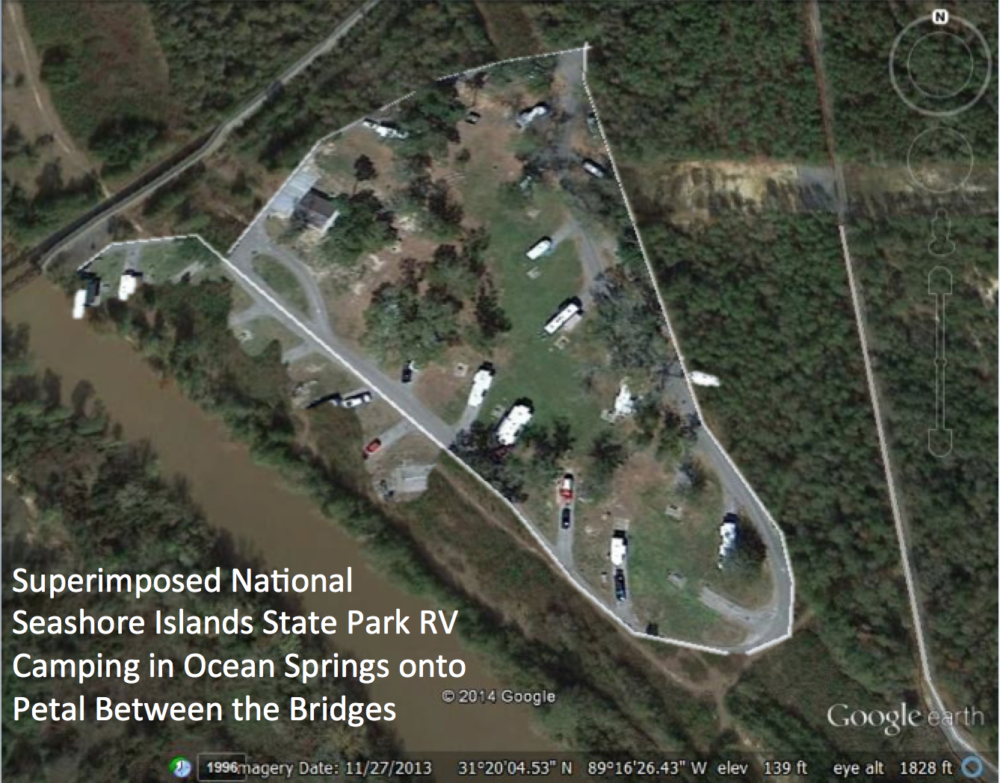 N
Superimposed National
Seashore Islands State Park RV
Camping in Ocean Springs onto
Petal Between the Bridges
© 2014 Google
Google earth
1996 magery Date: 11/27/2013 31°20'04.53" N 89°16'26.43" W elev 139 ft eye alt 1828 ft